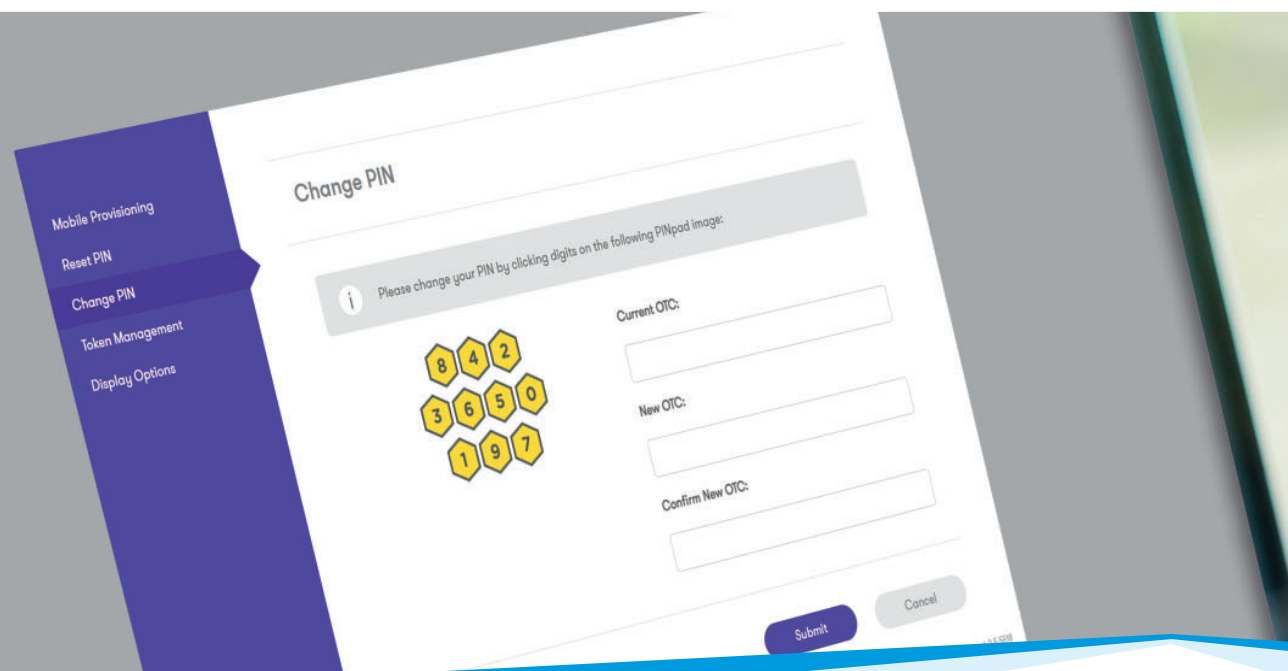 Mobile Provisioning
Reset PIN
Change PIN
Token Management
Display Options
Change PIN
i Please change your PIN by clicking digits on the following PINpad image:
8 4 2
3 6 5 0
1 9 7
Current OTC:
New OTC:
Confirm New OTC:
Submit
Cancel